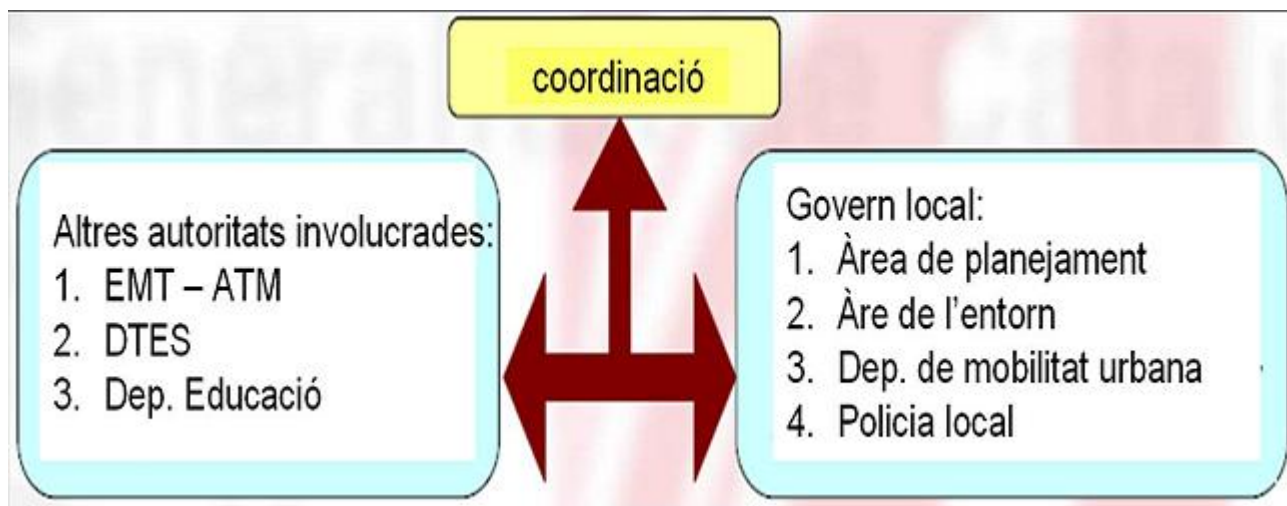 coordinació
Altres autoritats involucrades:
1. EMT – ATM
2. DTES
3. Dep. Educació
Govern local:
1. Àrea de planejament
2. Àre de l'entorn
3. Dep. de mobilitat urbana
4. Policia local